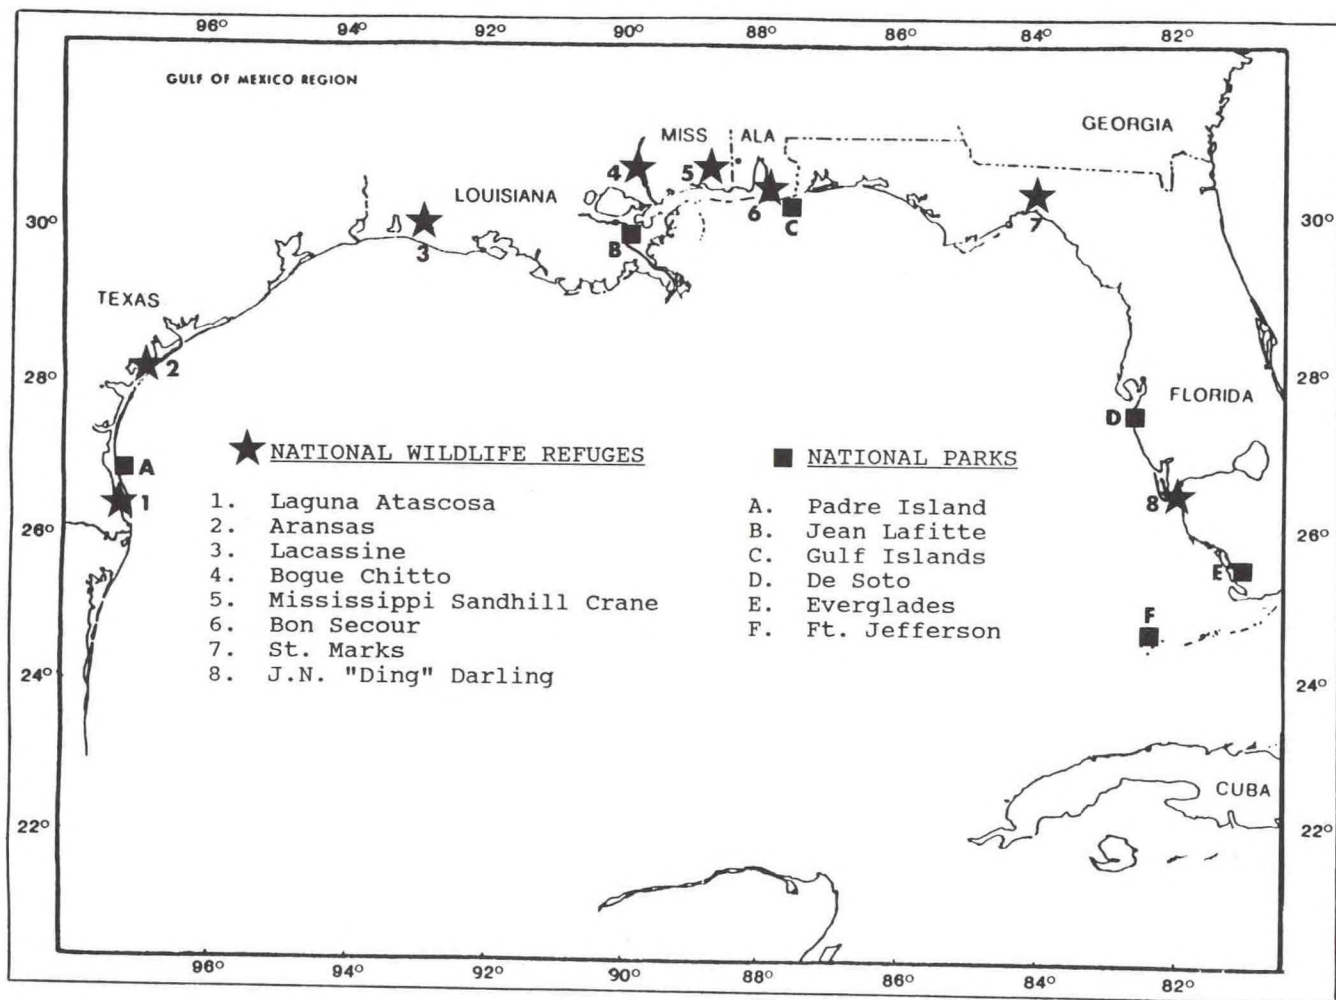 96° 94° 92° 90° 88° 86° 84° 82°
GULF OF MEXICO REGION
MISS ALA GEORGIA
4 5
LOUISIANA
30° 3 6 C 7 30°
B
TEXAS
2
28° 28°
FLORIDA
D
A
1
8
26° 26°
E
F
24° 24°
NATIONAL WILDLIFE REFUGES
1. Laguna Atascosa
2. Aransas
3. Lacassine
4. Bogue Chitto
5. Mississippi Sandhill Crane
6. Bon Secour
7. St. Marks
8. J.N. "Ding" Darling
NATIONAL PARKS
A. Padre Island
B. Jean Lafitte
C. Gulf Islands
D. De Soto
E. Everglades
F. Ft. Jefferson
CUBA
22° 22°
96° 94° 92° 90° 88° 86° 84° 82°